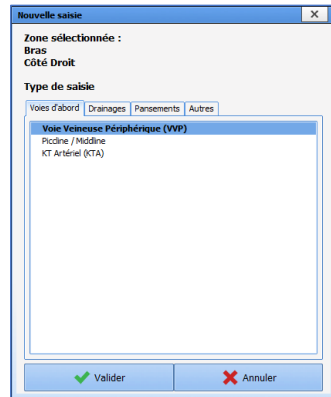 Nouvelle saisie
Zone sélectionnée :
Bras
Côté Droit
Type de saisie
Voies d'abord Drainages Pansements Autres
Voie Veineuse Périphérique (VVP)
Piccline / Middline
KT Artériel (KTA)
Valider Annuler